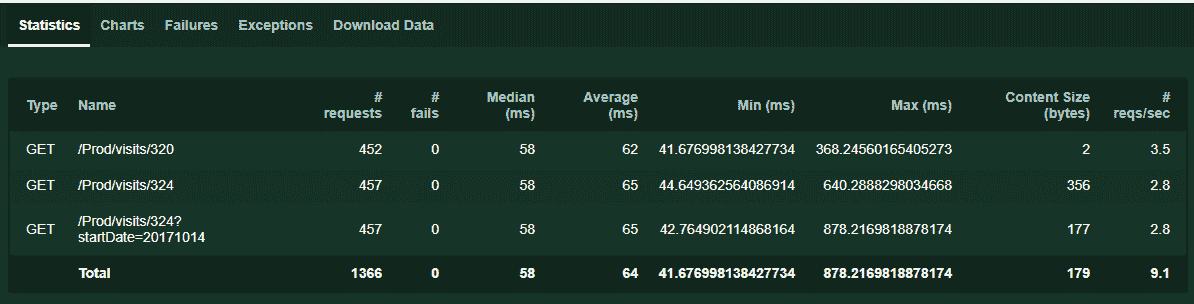 Statistics Charts Failures Exceptions Download Data
Type Name # requests # fails Median (ms) Average (ms) Min (ms) Max (ms) Content Size (bytes) # reqs/sec
GET /Prod/visits/320 452 0 58 62 41.676998138427734 368.24560165405273 2 3.5
GET /Prod/visits/324 457 0 58 65 44.649362564086914 640.2888298034668 356 2.8
GET /Prod/visits/324?startDate=20171014 457 0 58 65 42.764902114868164 878.2169818878174 177 2.8
Total 1366 0 58 64 41.676998138427734 878.2169818878174 179 9.1